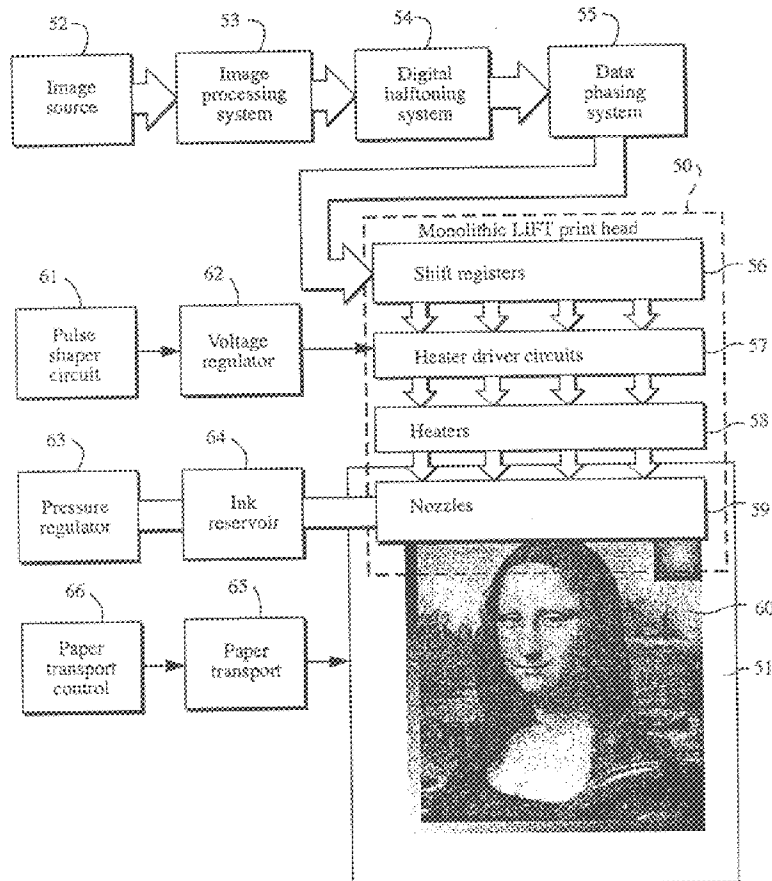 52
53
54
55
Image
source
Image
processing
system
Digital
halftoning
system
Data
phasing
system
50
Monolithic LIFT print head
Shift registers
56
61
62
Pulse
shaper
circuit
Voltage
regulator
Heater driver circuits
57
Heaters
58
63
64
Pressure
regulator
Ink
reservoir
Nozzles
59
66
65
Paper
transport
control
Paper
transport
60
51